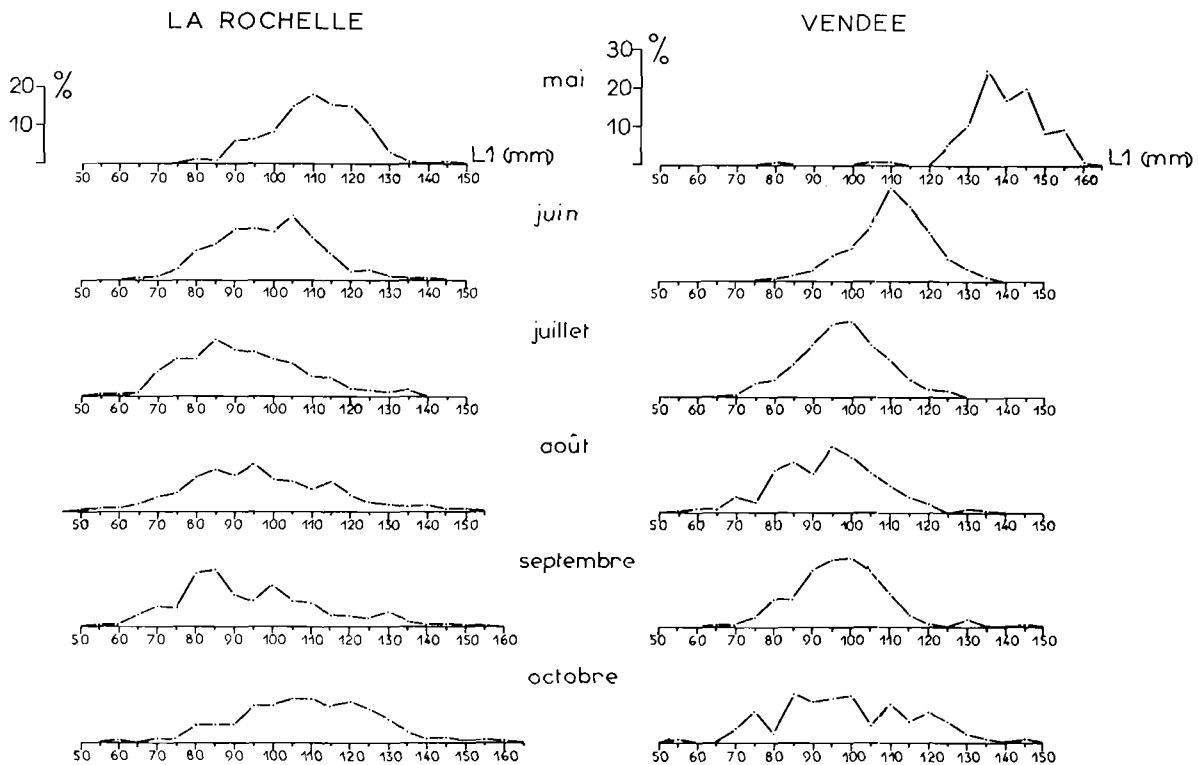 LA ROCHELLE
VENDEE
20 %
10
mai
30 %
20
10
L1 (mm)
50 60 70 80 90 100 110 120 130 140 150
L1 (mm)
50 60 70 80 90 100 110 120 130 140 150 160
juin
50 60 70 80 90 100 110 120 130 140 150
50 60 70 80 90 100 110 120 130 140 150
juillet
50 60 70 80 90 100 110 120 130 140 150
50 60 70 80 90 100 110 120 130 140 150
août
50 60 70 80 90 100 110 120 130 140 150
50 60 70 80 90 100 110 120 130 140 150
septembre
50 60 70 80 90 100 110 120 130 140 150 160
50 60 70 80 90 100 110 120 130 140 150
octobre
50 60 70 80 90 100 110 120 130 140 150 160
50 60 70 80 90 100 110 120 130 140 150